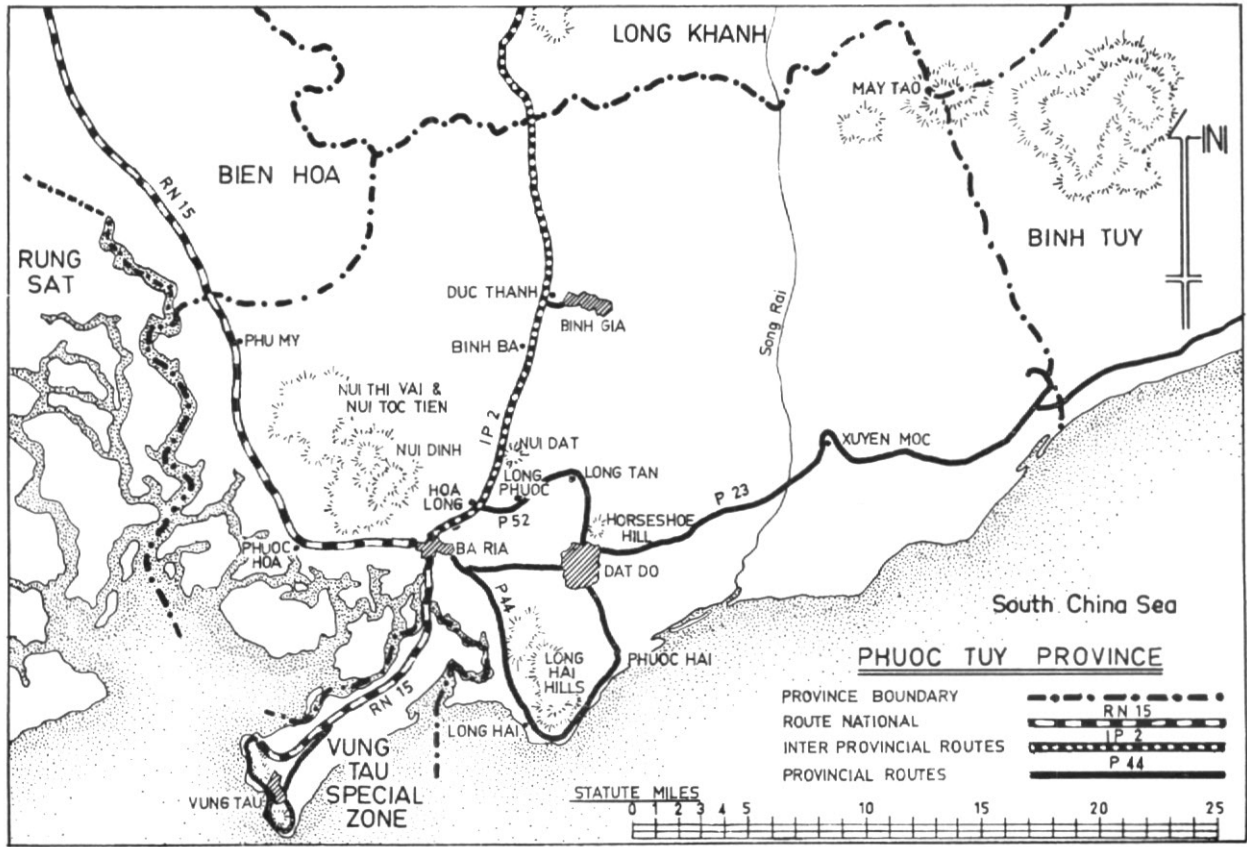 LONG KHANH
MAY TAO
N
BIEN HOA
RN 15
BINH TUY
RUNG
SAT
Song Rai
DUC THANH
BINH GIA
PHU MY
BINH BA
NUI THI VAI &
NUI TOC TIEN
IP 2
NUI DINH
NUI DAT
XUYEN MOC
LONG
PHUOC
LONG TAN
HOA
LONG
P 52
P 23
HORSESHOE
HILL
PHUOC
HOA
BA RIA
DAT DO
P 44
South China Sea
LONG
HAI
HILLS
PHUOC HAI
RN 15
LONG HAI
VUNG
TAU
SPECIAL
ZONE
VUNG TAU
PHUOC TUY PROVINCE
PROVINCE BOUNDARY
RN 15
ROUTE NATIONAL
IP 2
INTER PROVINCIAL ROUTES
P 44
PROVINCIAL ROUTES
STATUTE MILES
0 1 2 3 4 5 10 15 20 25